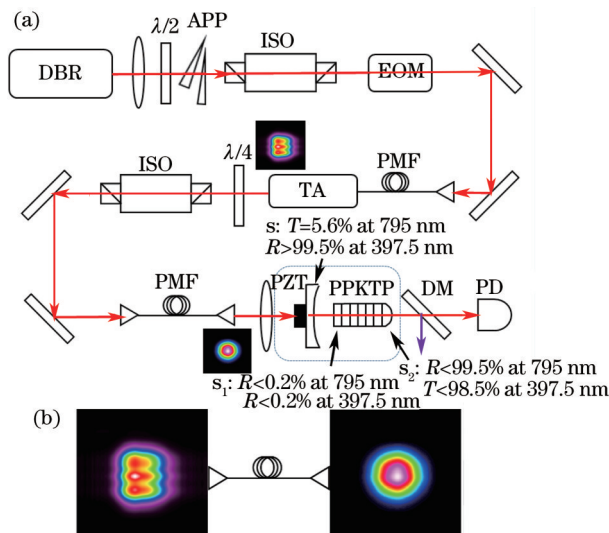 (a)
APP
λ/2
ISO
DBR
EOM
ISO
λ/4
PMF
TA
s: T=5.6% at 795 nm
R>99.5% at 397.5 nm
PMF
PZT
PPKTP
DM
PD
s₁: R<0.2% at 795 nm
R<0.2% at 397.5 nm
s₂: R<99.5% at 795 nm
T<98.5% at 397.5 nm
(b)